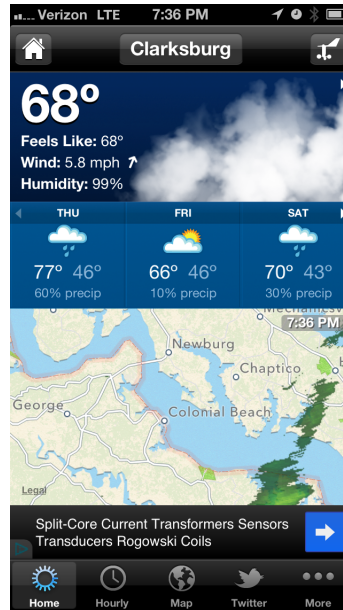 Verizon LTE 7:36 PM
Clarksburg
68º
Feels Like: 68º
Wind: 5.8 mph
Humidity: 99%
THU FRI SAT
77º 46º 66º 46º 70º 43º
60% precip 10% precip 30% precip
7:36 PM
Newburg
Chaptico
George
Colonial Beach
Legal
Split-Core Current Transformers Sensors
Transducers Rogowski Coils
Home Hourly Map Twitter More